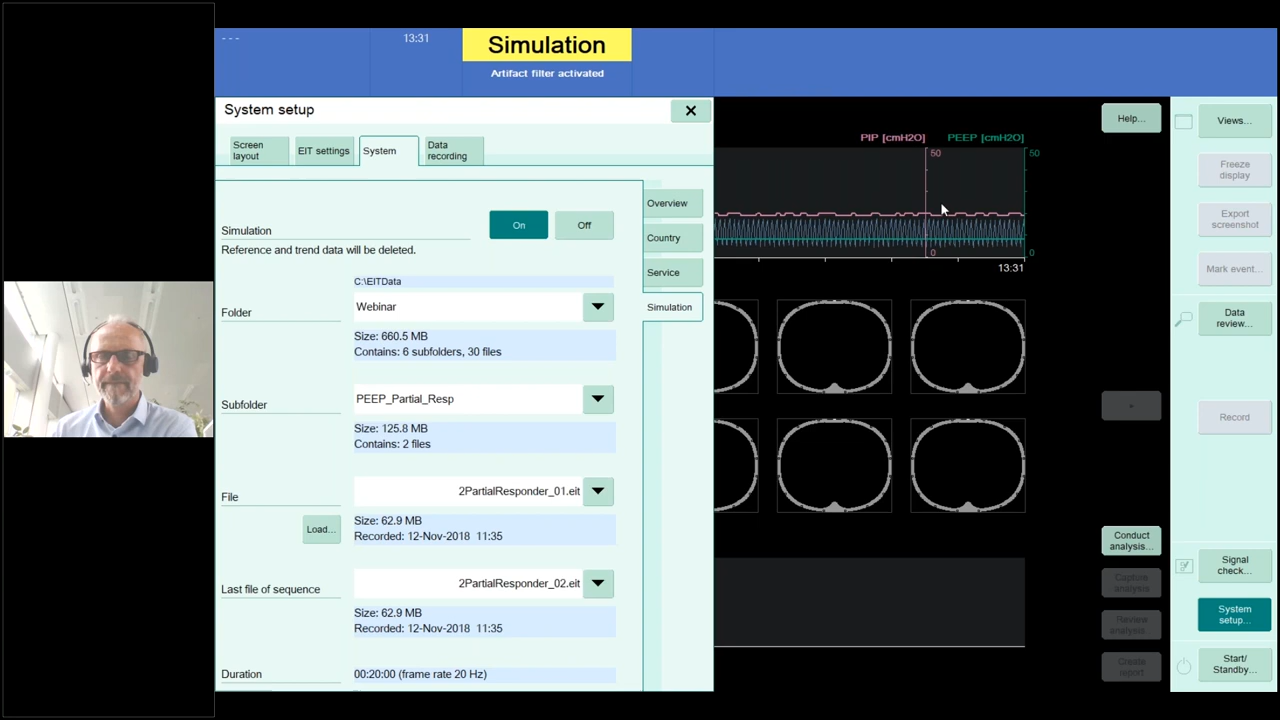 - - -
13:31
Simulation
Artifact filter activated
System setup
Screen
layout
EIT settings
System
Data
recording
Simulation
On
Off
Reference and trend data will be deleted.
C:\EITData
Folder
Webinar
Size: 660.5 MB
Contains: 6 subfolders, 30 files
Subfolder
PEEP_Partial_Resp
Size: 125.8 MB
Contains: 2 files
File
2PartialResponder_01.eit
Load...
Size: 62.9 MB
Recorded: 12-Nov-2018 11:35
Last file of sequence
2PartialResponder_02.eit
Size: 62.9 MB
Recorded: 12-Nov-2018 11:35
Duration
00:20:00 (frame rate 20 Hz)
Overview
Country
Service
Simulation
PIP [cmH2O]
PEEP [cmH2O]
50
50
0
0
13:31
Help...
Conduct
analysis...
Capture
analysis
Review
analysis...
Create
report
Views...
Freeze
display
Export
screenshot
Mark event...
Data
review...
Record
Signal
check...
System
setup...
Start/
Standby...